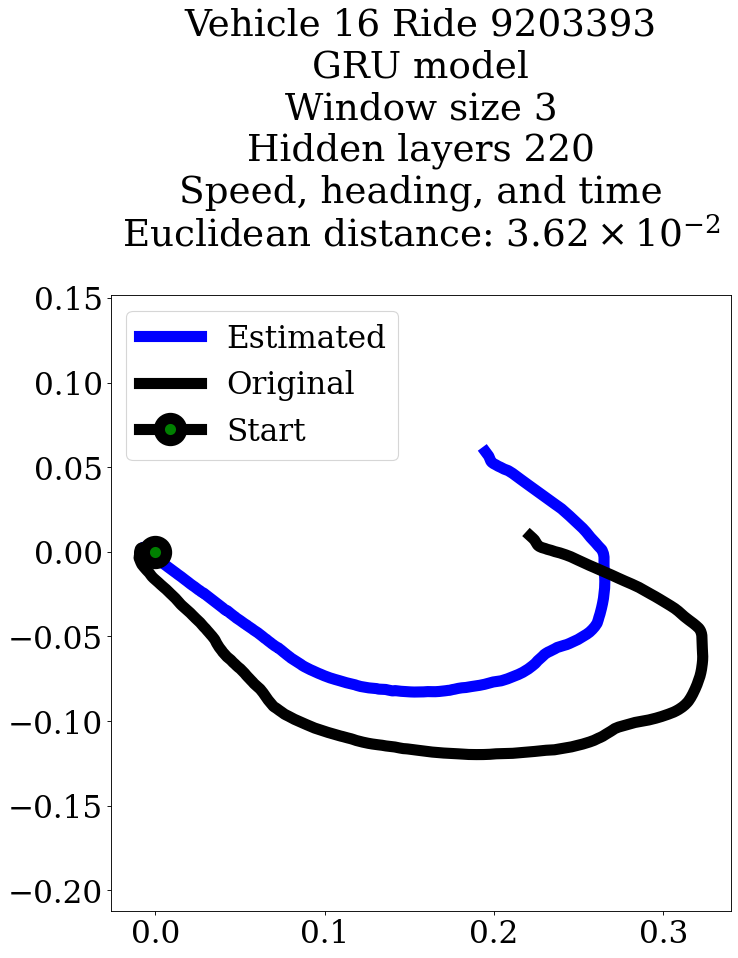 Vehicle 16 Ride 9203393
GRU model
Window size 3
Hidden layers 220
Speed, heading, and time
Euclidean distance: 3.62 × 10⁻²
0.15
0.10
0.05
0.00
−0.05
−0.10
−0.15
−0.20
Estimated
Original
Start
0.0 0.1 0.2 0.3